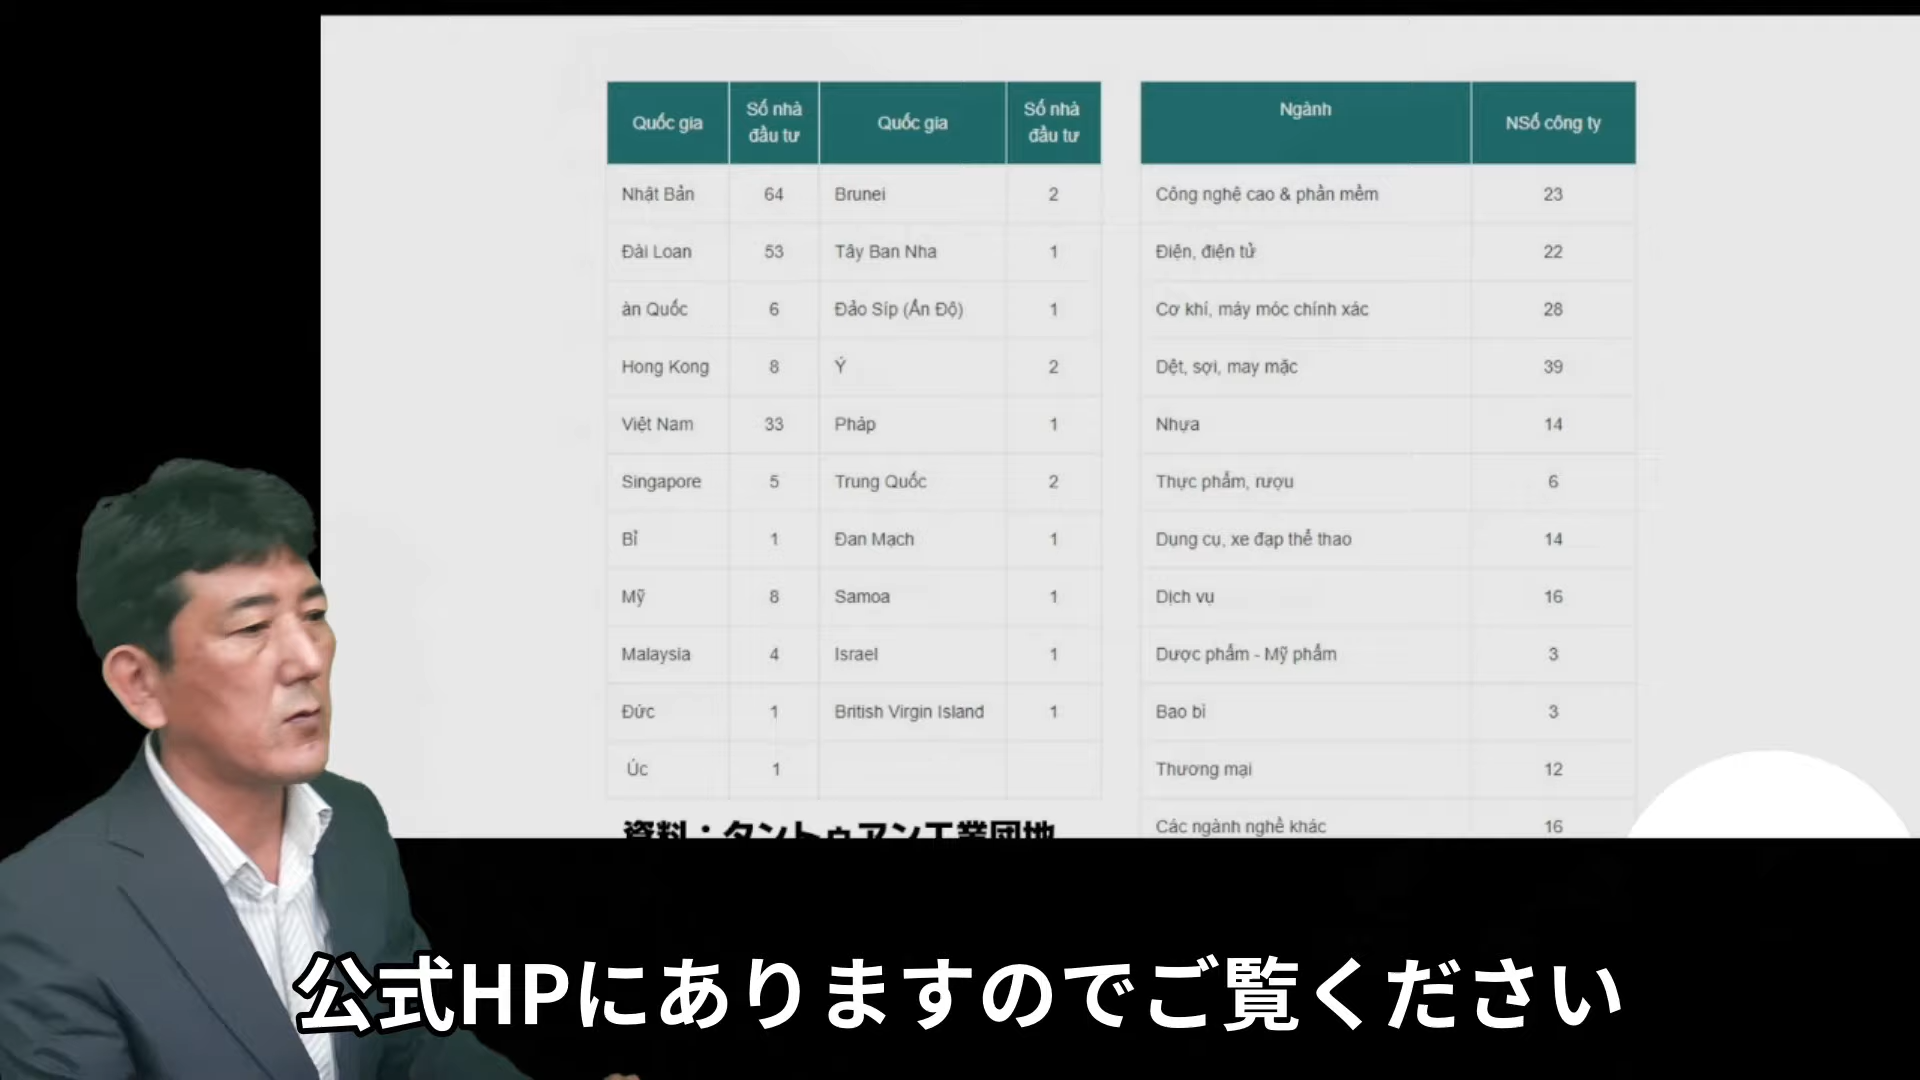 Quốc gia Số nhà đầu tư Quốc gia Số nhà đầu tư
Nhật Bản 64 Brunei 2
Đài Loan 53 Tây Ban Nha 1
àn Quốc 6 Đảo Síp (Ấn Độ) 1
Hong Kong 8 Ý 2
Việt Nam 33 Pháp 1
Singapore 5 Trung Quốc 2
Bỉ 1 Đan Mạch 1
Mỹ 8 Samoa 1
Malaysia 4 Israel 1
Đức 1 British Virgin Island 1
Úc 1
資料：タントゥアン工業団地
Ngành NSố công ty
Công nghệ cao & phần mềm 23
Điện, điện tử 22
Cơ khí, máy móc chính xác 28
Dệt, sợi, may mặc 39
Nhựa 14
Thực phẩm, rượu 6
Dụng cụ, xe đạp thể thao 14
Dịch vụ 16
Dược phẩm - Mỹ phẩm 3
Bao bì 3
Thương mại 12
Các ngành nghề khác 16
公式HPにありますのでご覧ください